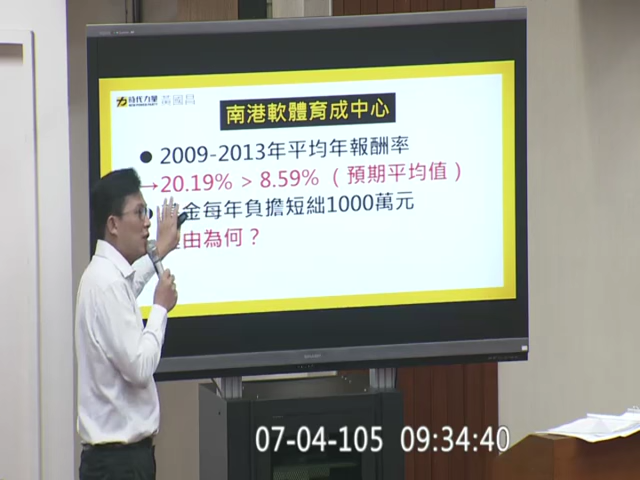 時代力量 黃國昌
南港軟體育成中心
● 2009-2013年平均年報酬率
→20.19% > 8.59% (預期平均值)
金每年負擔短絀1000萬元
由為何?
07-04-105 09:34:40